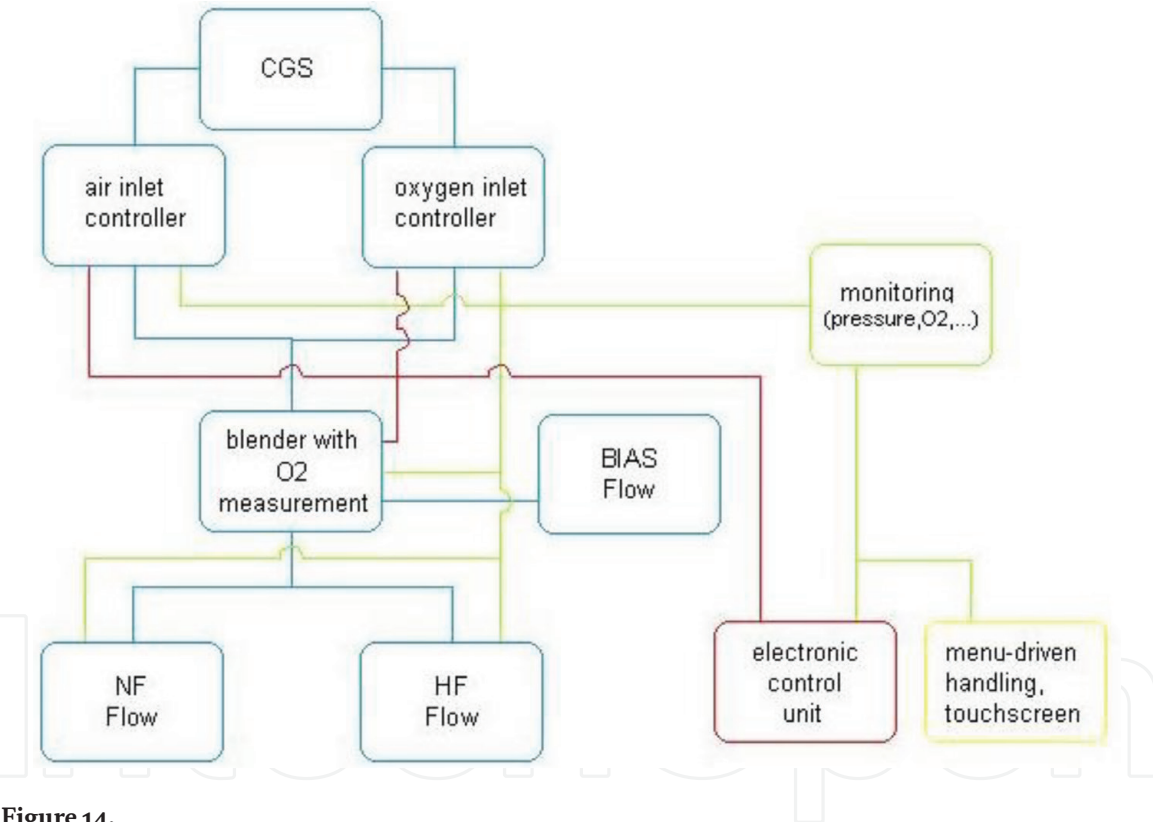 CGS
air inlet
controller
oxygen inlet
controller
monitoring
(pressure,O2,...)
blender with
O2
measurement
BIAS
Flow
NF
Flow
HF
Flow
electronic
control
unit
menu-driven
handling,
touchscreen
Figure 14.